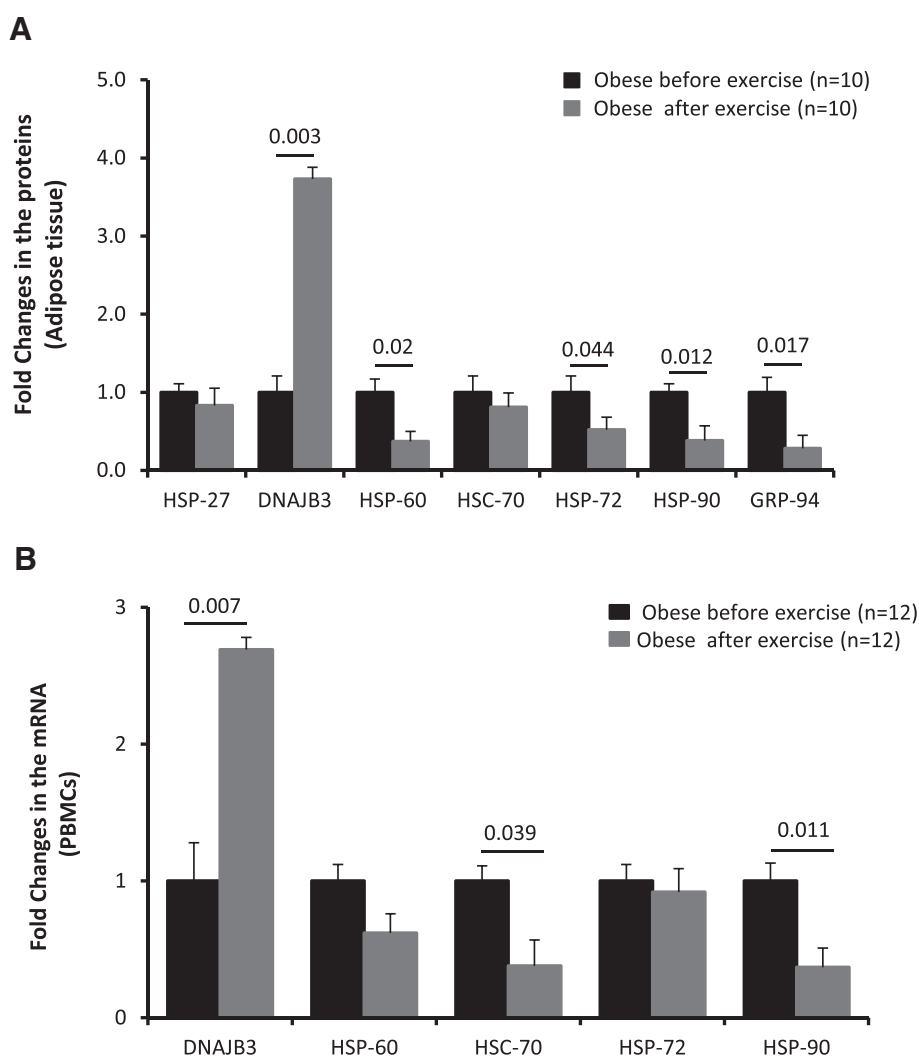 A
Fold Changes in the proteins
(Adipose tissue)
5.0
4.0
3.0
2.0
1.0
0.0
Obese before exercise (n=10)
Obese after exercise (n=10)
0.003
0.02
0.044
0.012
0.017
HSP-27 DNAJB3 HSP-60 HSC-70 HSP-72 HSP-90 GRP-94
B
Fold Changes in the mRNA
(PBMCs)
3
2
1
0
Obese before exercise (n=12)
Obese after exercise (n=12)
0.007
0.039
0.011
DNAJB3 HSP-60 HSC-70 HSP-72 HSP-90